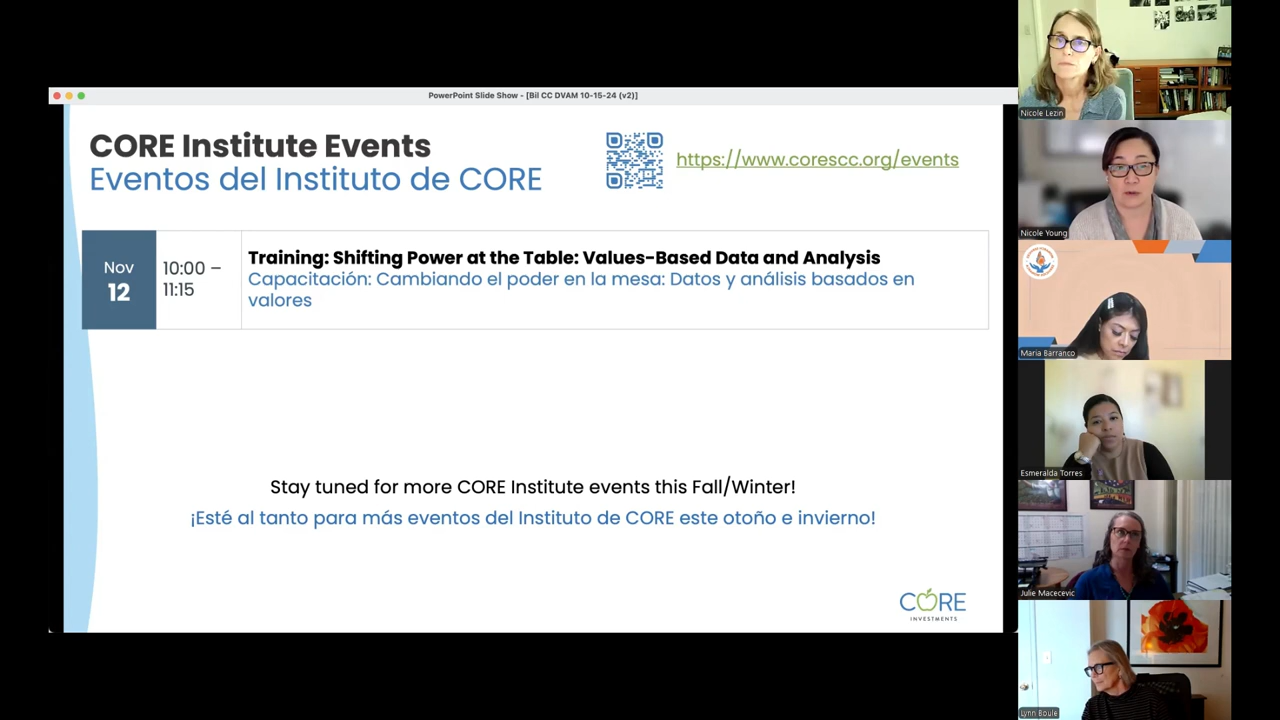 PowerPoint Slide Show - [Bil CC DVAM 10-15-24 (v2)]
CORE Institute Events
Eventos del Instituto de CORE
https://www.corescc.org/events
Nov
12
10:00 –
11:15
Training: Shifting Power at the Table: Values-Based Data and Analysis
Capacitación: Cambiando el poder en la mesa: Datos y análisis basados en
valores
Stay tuned for more CORE Institute events this Fall/Winter!
¡Esté al tanto para más eventos del Instituto de CORE este otoño e invierno!
CORE
INVESTMENTS
Nicole Lezin
Nicole Young
Maria Barranco
Esmeralda Torres
Julie Macecevic
Lynn Boule